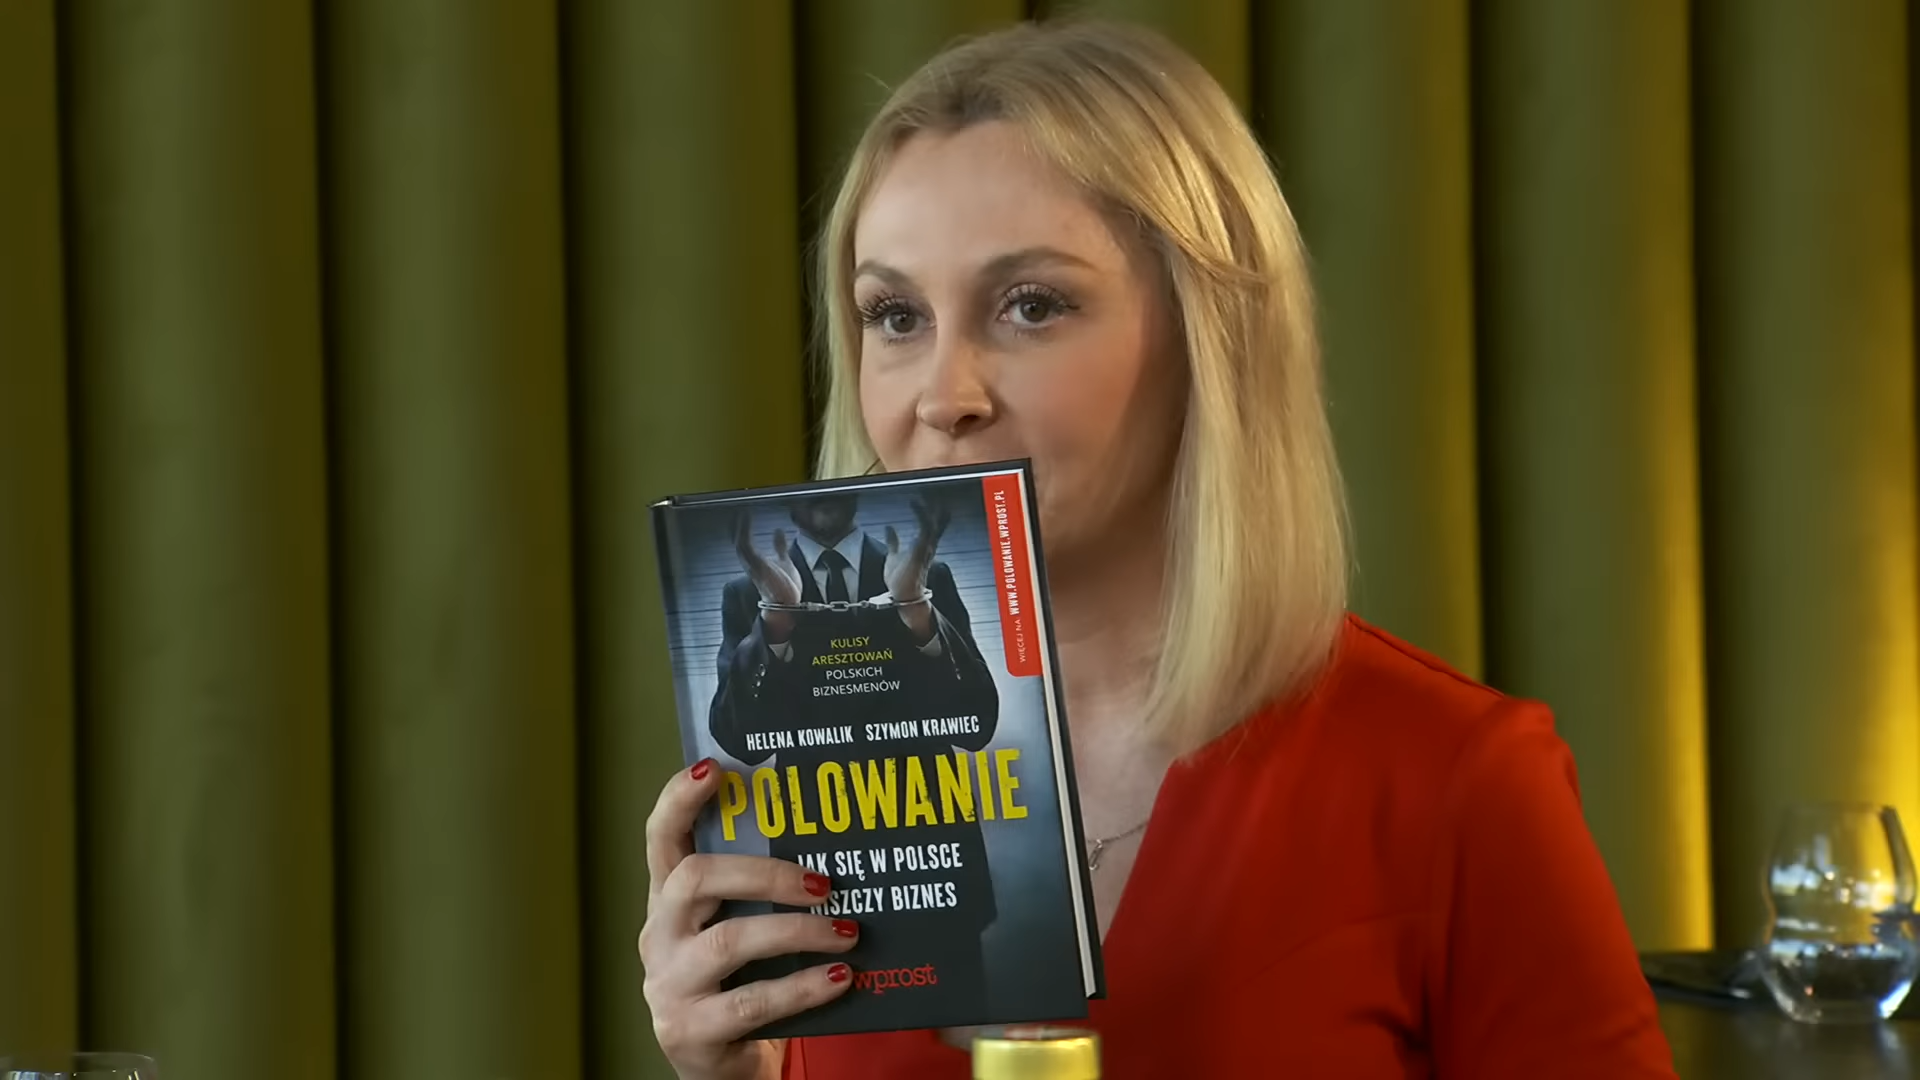 WIĘCEJ NA: WWW.POLOWANIE.WPROST.PL
KULISY
ARESZTOWAŃ
POLSKICH
BIZNESMENÓW
HELENA KOWALIK SZYMON KRAWIEC
POLOWANIE
JAK SIĘ W POLSCE
NISZCZY BIZNES
wprost